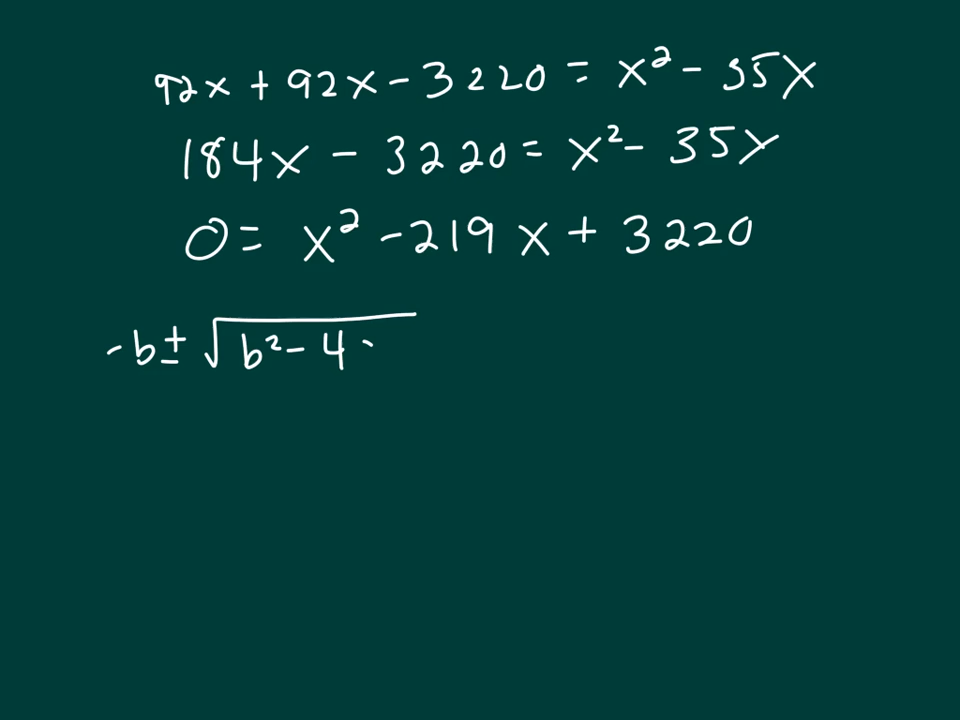 92x + 92x - 3220 = x² - 35x
184x - 3220 = x² - 35x
0 = x² - 219x + 3220
-b ± √b² - 4